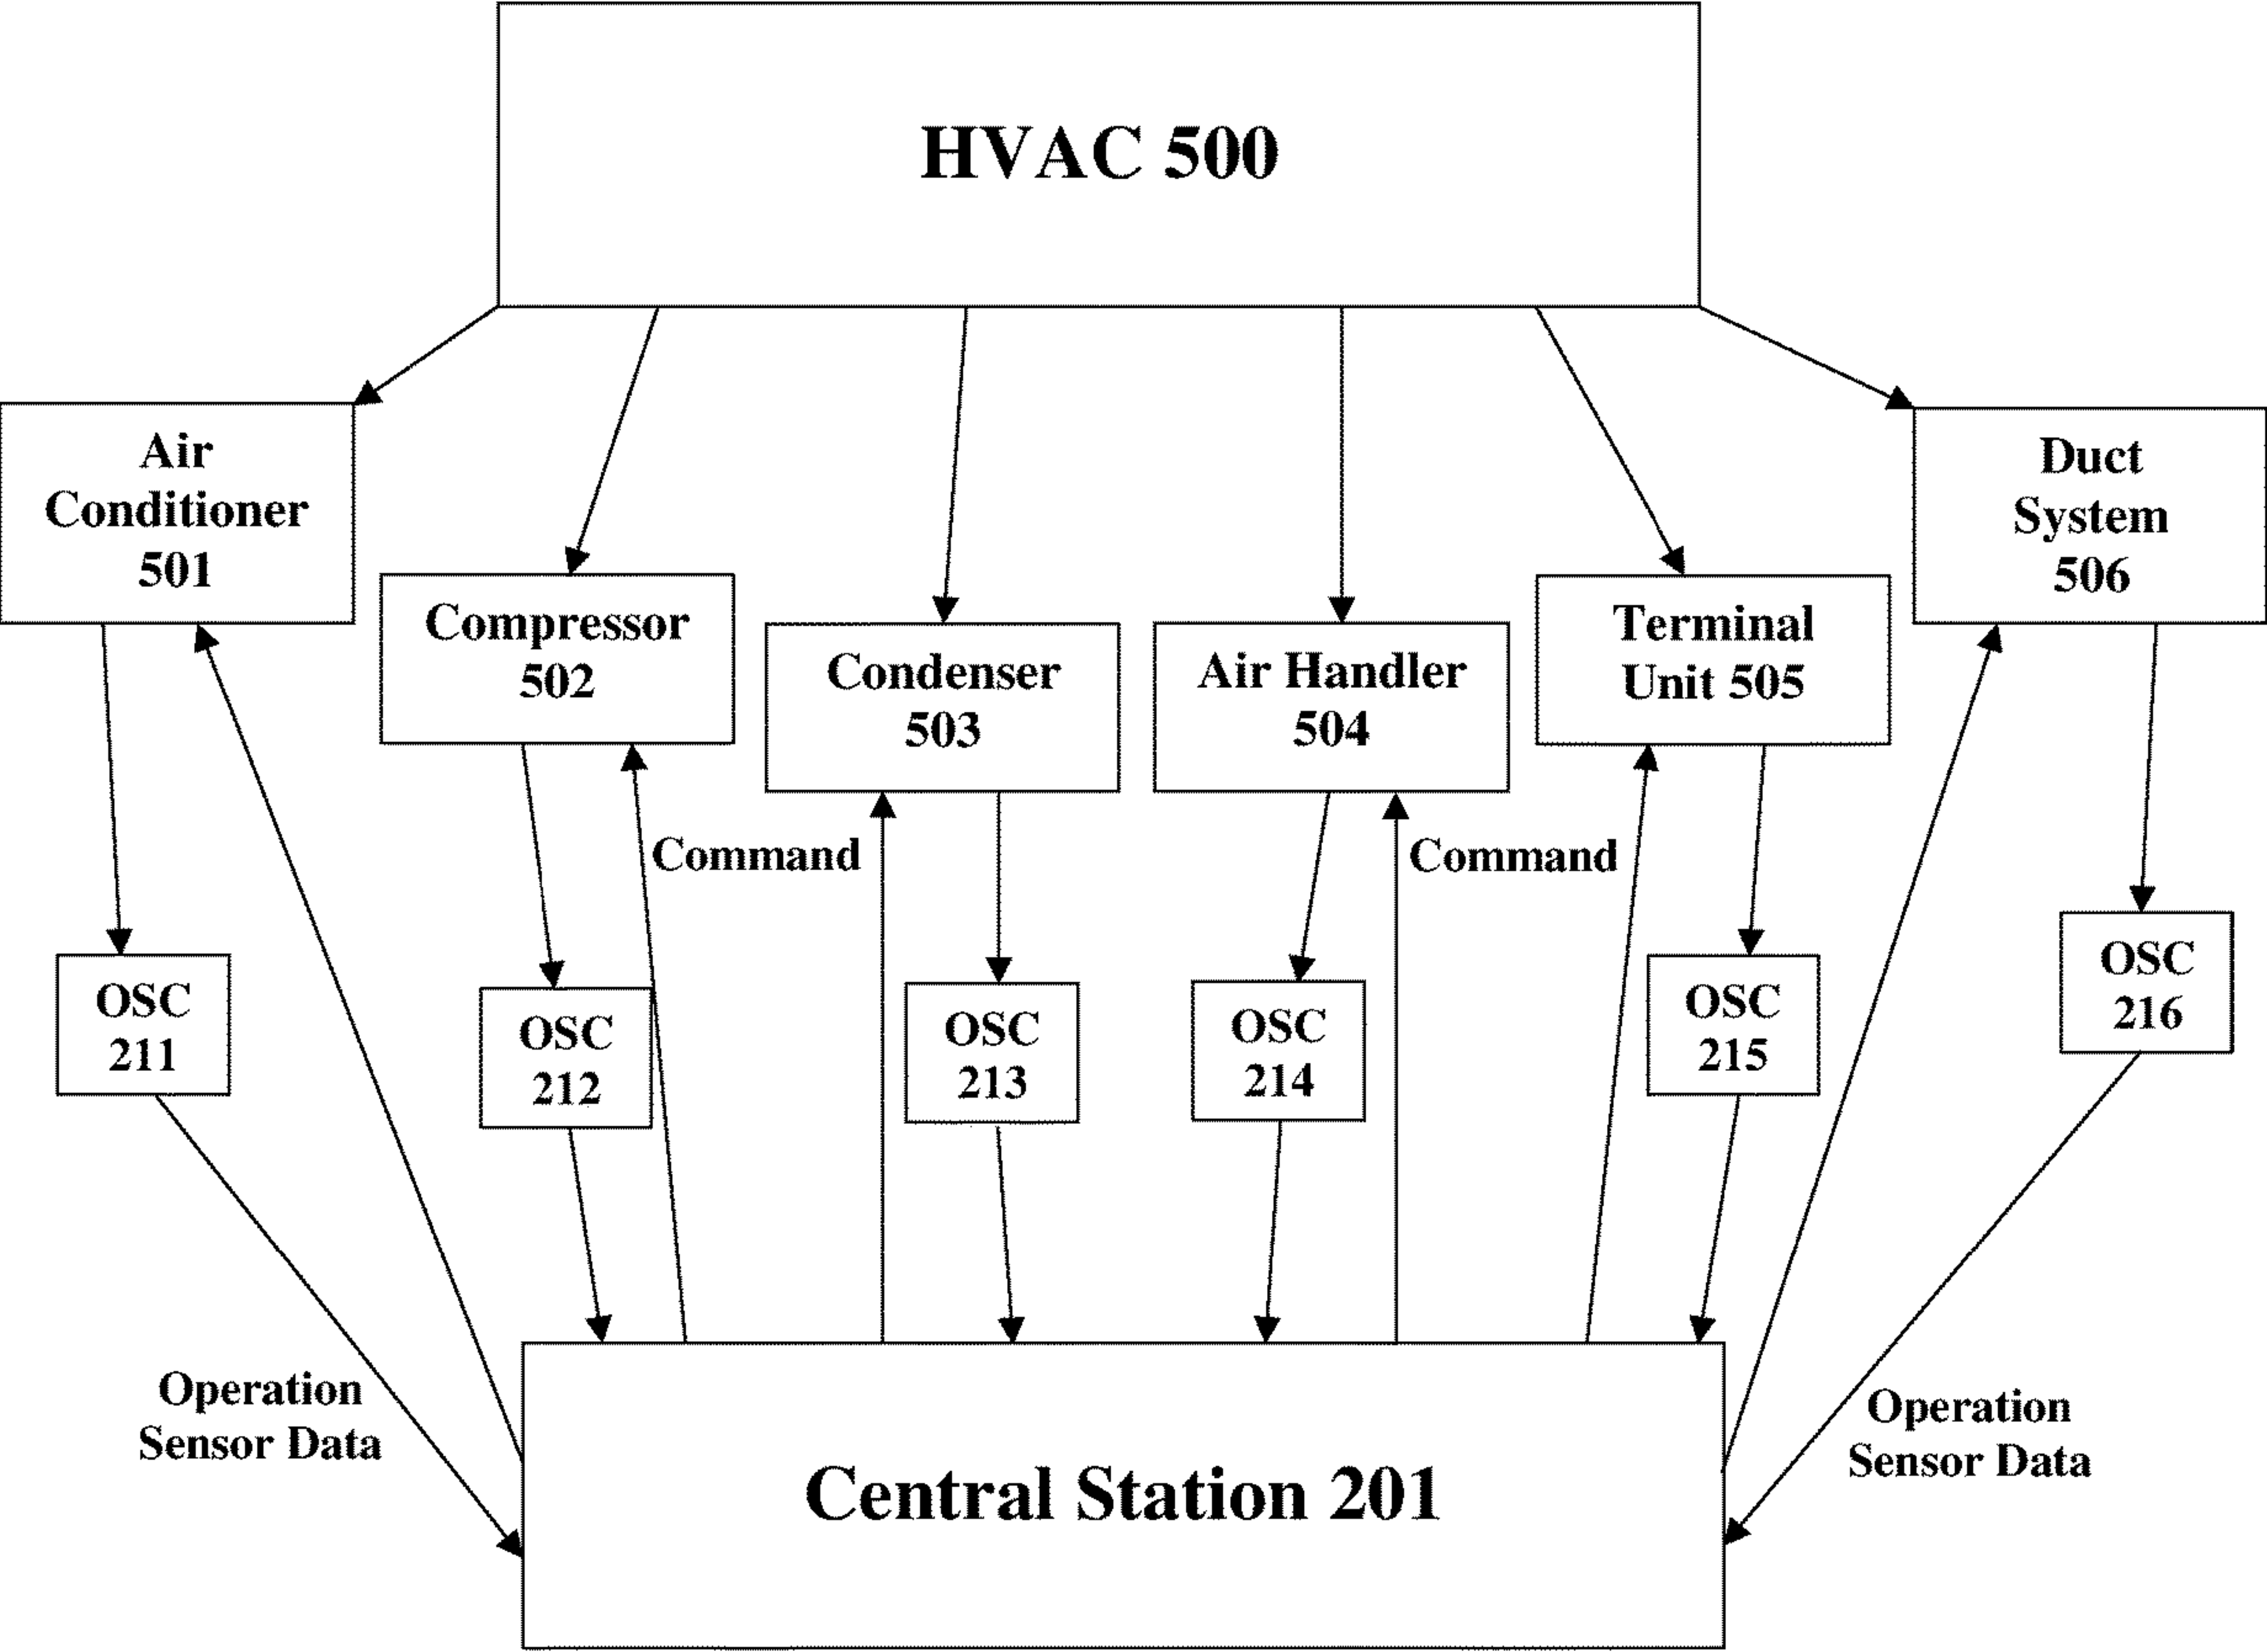 HVAC 500
Air
Conditioner
501
Compressor
502
Condenser
503
Air Handler
504
Terminal
Unit 505
Duct
System
506
Command
Command
OSC
211
OSC
212
OSC
213
OSC
214
OSC
215
OSC
216
Operation
Sensor Data
Operation
Sensor Data
Central Station 201